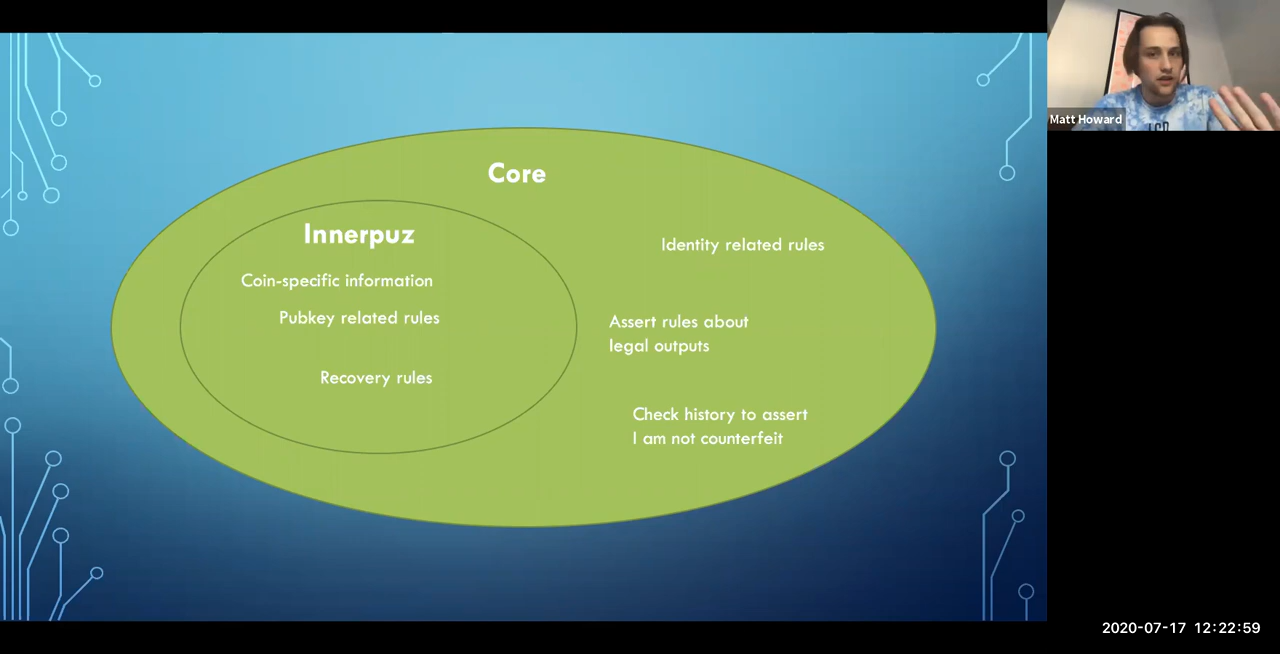 Core
Innerpuz
Coin-specific information
Pubkey related rules
Recovery rules
Identity related rules
Assert rules about
legal outputs
Check history to assert
I am not counterfeit
Matt Howard
2020-07-17 12:22:59